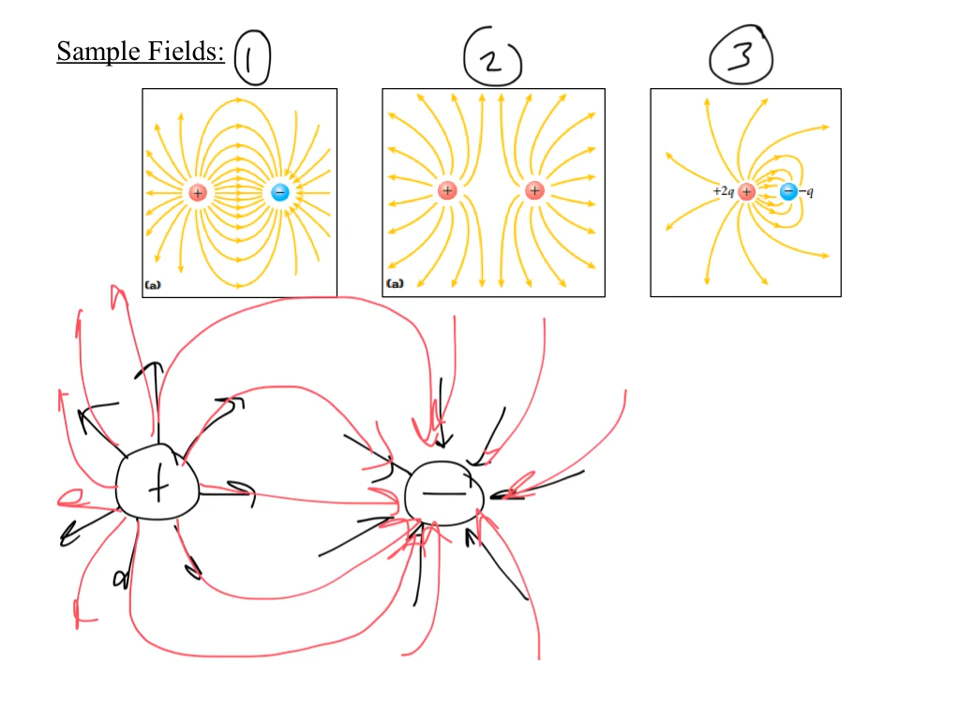 Sample Fields: 1 2 3
+ −
(a)
+ +
(a)
+2q + − −q
+ −